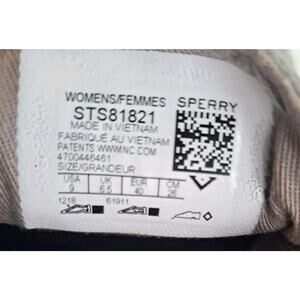 WOMENS/FEMMES
SPERRY
STS81821
MADE IN VIETNAM
FABRIQUÉ AU VIETNAM
PATENTS WWW.NC.COM
4700446461
SIZE/GRANDEUR
USA UK EUR CM
9 6.5 40 26
1218 61911